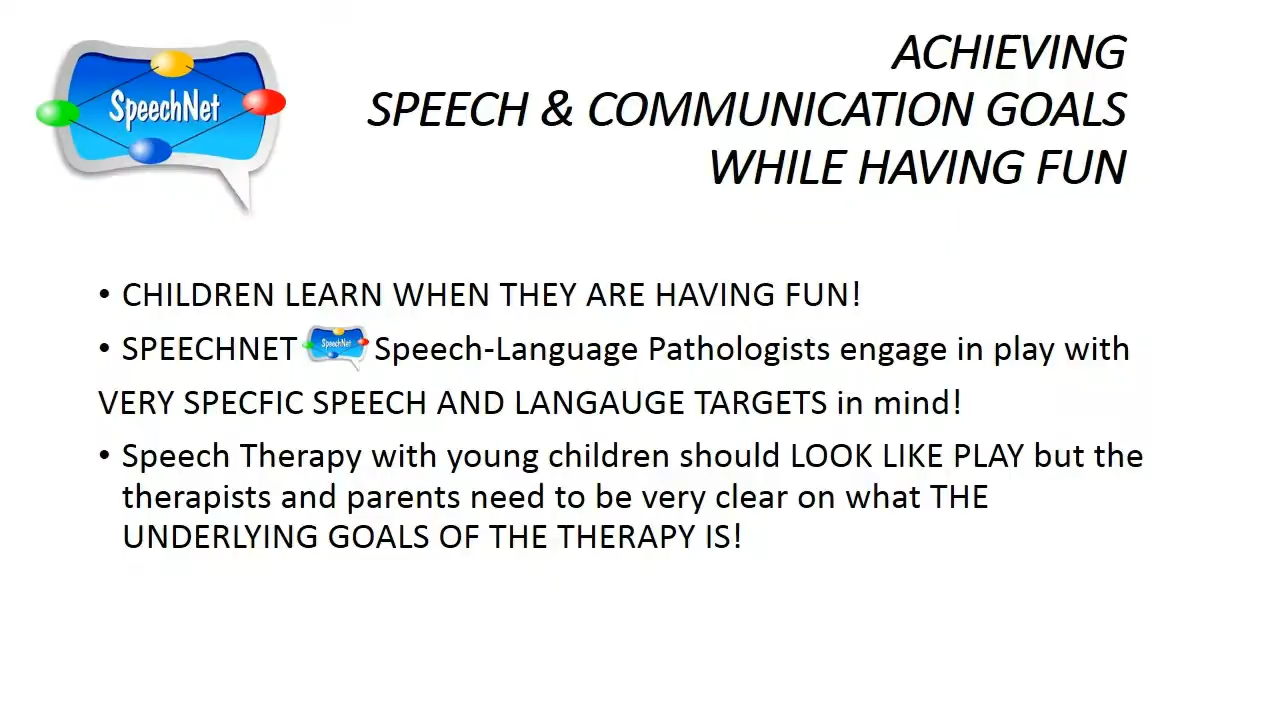 SpeechNet
ACHIEVING
SPEECH & COMMUNICATION GOALS
WHILE HAVING FUN
• CHILDREN LEARN WHEN THEY ARE HAVING FUN!
• SPEECHNET SpeechNet Speech-Language Pathologists engage in play with
VERY SPECFIC SPEECH AND LANGAUGE TARGETS in mind!
• Speech Therapy with young children should LOOK LIKE PLAY but the
therapists and parents need to be very clear on what THE
UNDERLYING GOALS OF THE THERAPY IS!